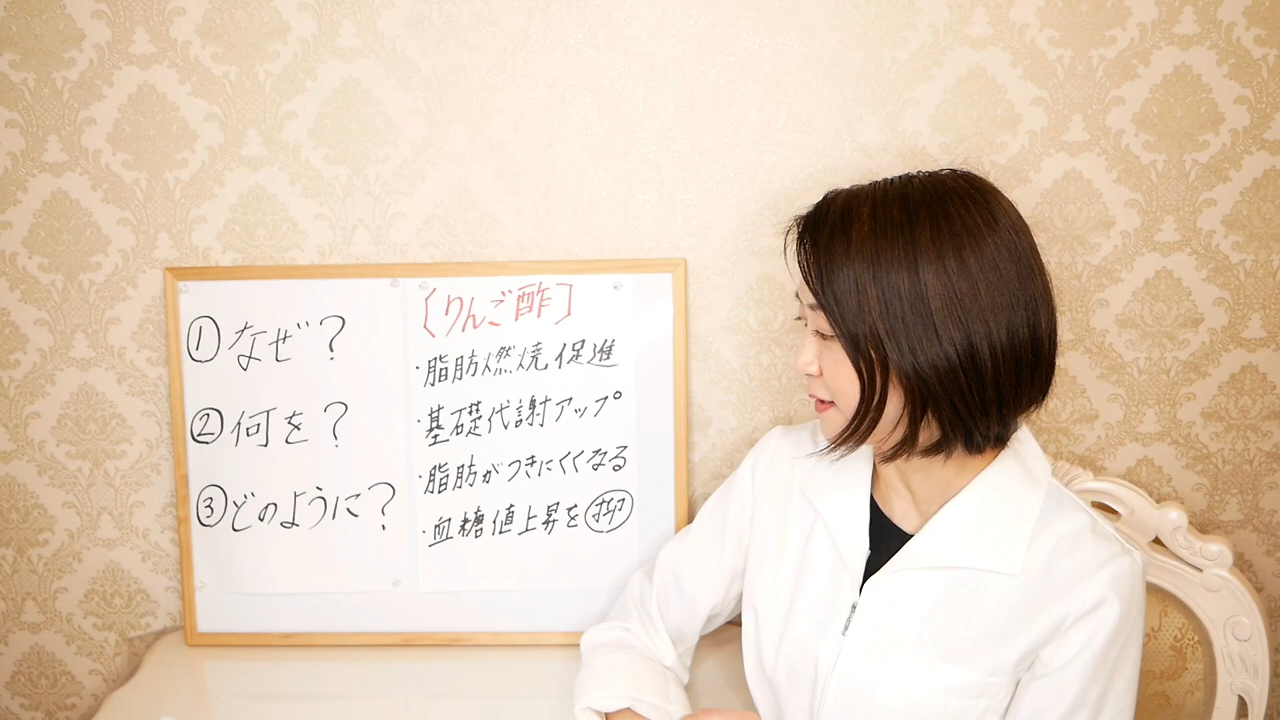 ①なぜ？
②何を？
③どのように？
〔りんご酢〕
・脂肪燃焼促進
・基礎代謝アップ
・脂肪がつきにくくなる
・血糖値上昇を㊥抑